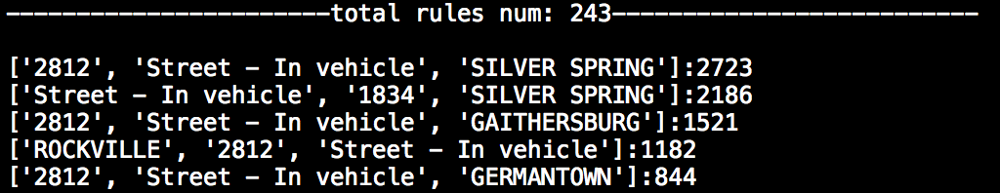 -----------------------total rules num: 243--------------------------
['2812', 'Street - In vehicle', 'SILVER SPRING']:2723
['Street - In vehicle', '1834', 'SILVER SPRING']:2186
['2812', 'Street - In vehicle', 'GAITHERSBURG']:1521
['ROCKVILLE', '2812', 'Street - In vehicle']:1182
['2812', 'Street - In vehicle', 'GERMANTOWN']:844